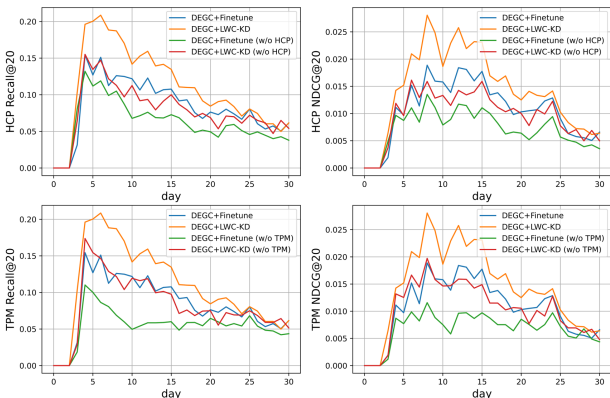 HCP Recall@20
0.20
0.15
0.10
0.05
0.00
0 5 10 15 20 25 30
day
DEGC+Finetune
DEGC+LWC-KD
DEGC+Finetune (w/o HCP)
DEGC+LWC-KD (w/o HCP)
HCP NDCG@20
0.025
0.020
0.015
0.010
0.005
0.000
0 5 10 15 20 25 30
day
DEGC+Finetune
DEGC+LWC-KD
DEGC+Finetune (w/o HCP)
DEGC+LWC-KD (w/o HCP)
TPM Recall@20
0.20
0.15
0.10
0.05
0.00
0 5 10 15 20 25 30
day
DEGC+Finetune
DEGC+LWC-KD
DEGC+Finetune (w/o TPM)
DEGC+LWC-KD (w/o TPM)
TPM NDCG@20
0.025
0.020
0.015
0.010
0.005
0.000
0 5 10 15 20 25 30
day
DEGC+Finetune
DEGC+LWC-KD
DEGC+Finetune (w/o TPM)
DEGC+LWC-KD (w/o TPM)